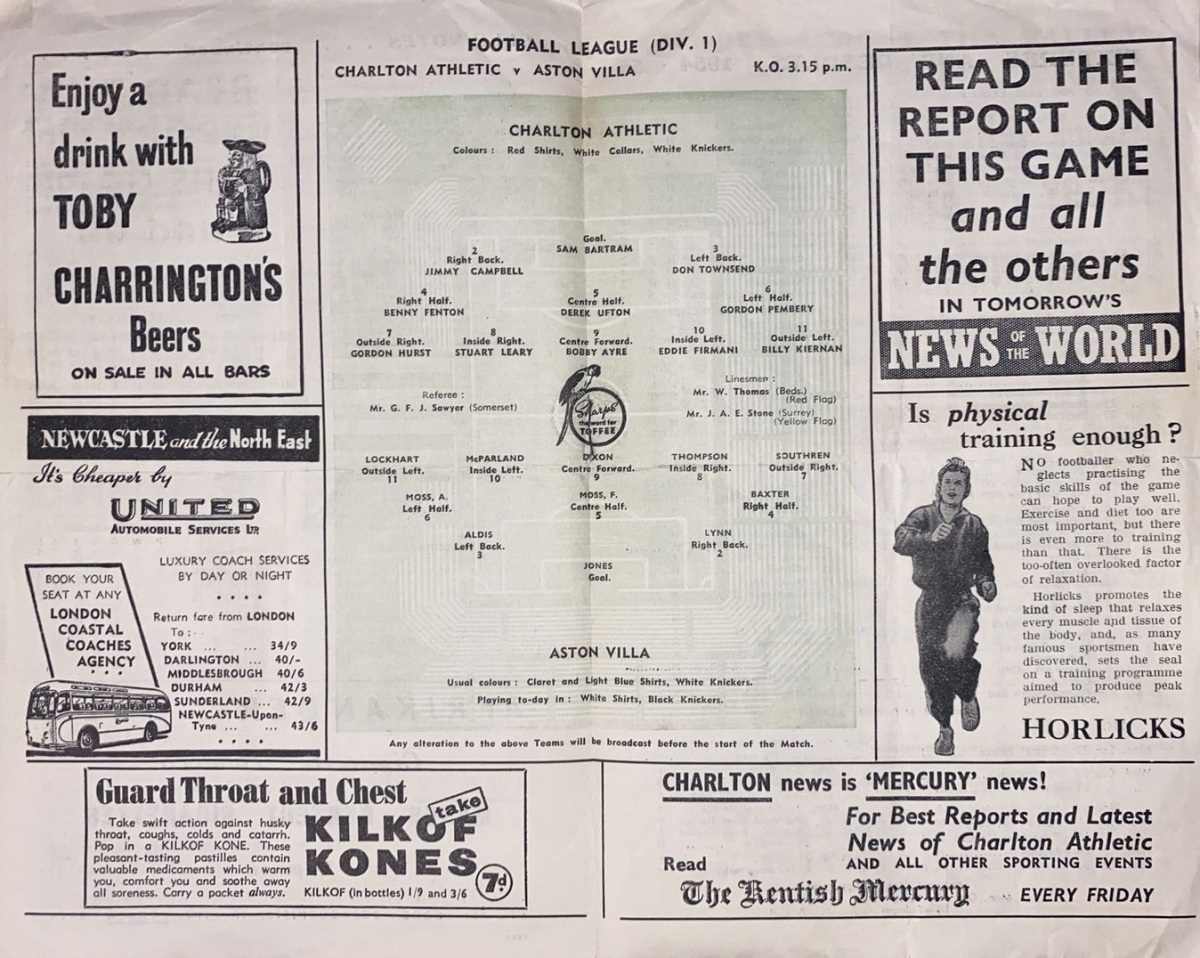 FOOTBALL LEAGUE (DIV. 1)
CHARLTON ATHLETIC v ASTON VILLA K.O. 3.15 p.m.
Enjoy a
drink with
TOBY
CHARRINGTON'S
Beers
ON SALE IN ALL BARS
NEWCASTLE and the North East
It's Cheaper by
UNITED
AUTOMOBILE SERVICES LTD
LUXURY COACH SERVICES
BY DAY OR NIGHT
. . . .
BOOK YOUR
SEAT AT ANY
LONDON
COASTAL
COACHES
AGENCY
. . .
Return fare from LONDON
To :-
YORK ... ... 34/9
DARLINGTON ... 40/-
MIDDLESBROUGH 40/6
DURHAM ... 42/3
SUNDERLAND ... 42/9
NEWCASTLE-Upon-
Tyne ... ... 43/6
. . . .
CHARLTON ATHLETIC
Colours : Red Shirts, White Collars, White Knickers.
Goal.
SAM BARTRAM
2 3
Right Back. Left Back.
JIMMY CAMPBELL DON TOWNSEND
4 5 6
Right Half. Centre Half. Left Half.
BENNY FENTON DEREK UFTON GORDON PEMBERY
7 8 9 10 11
Outside Right. Inside Right. Centre Forward. Inside Left. Outside Left.
GORDON HURST STUART LEARY BOBBY AYRE EDDIE FIRMANI BILLY KIERNAN
Referee :
Mr. G. F. J. Sawyer (Somerset)
Sharps
the word for
TOFFEE
Linesmen :
Mr. W. Thomas (Beds.)
(Red Flag)
Mr. J. A. E. Stone (Surrey)
(Yellow Flag)
LOCKHART McPARLAND DIXON THOMPSON SOUTHREN
Outside Left. Inside Left. Centre Forward. Inside Right. Outside Right.
11 10 9 8 7
MOSS, A. MOSS, F. BAXTER
Left Half. Centre Half. Right Half.
6 5 4
ALDIS LYNN
Left Back. Right Back.
3 2
JONES
Goal.
ASTON VILLA
Usual colours : Claret and Light Blue Shirts, White Knickers.
Playing to-day in : White Shirts, Black Knickers.
Any alteration to the above Teams will be broadcast before the start of the Match.
READ THE
REPORT ON
THIS GAME
and all
the others
IN TOMORROW'S
NEWS OF THE WORLD
Is physical
training enough ?
NO footballer who ne-
glects practising the
basic skills of the game
can hope to play well.
Exercise and diet too are
most important, but there
is even more to training
than that. There is the
too-often overlooked factor
of relaxation.
Horlicks promotes the
kind of sleep that relaxes
every muscle and tissue of
the body, and, as many
famous sportsmen have
discovered, sets the seal
on a training programme
aimed to produce peak
performance.
HORLICKS
Guard Throat and Chest
Take swift action against husky
throat, coughs, colds and catarrh.
Pop in a KILKOF KONE. These
pleasant-tasting pastilles contain
valuable medicaments which warm
you, comfort you and soothe away
all soreness. Carry a packet always.
take
KILKOF
KONES
7d
KILKOF (in bottles) 1/9 and 3/6
CHARLTON news is 'MERCURY' news!
For Best Reports and Latest
News of Charlton Athletic
Read AND ALL OTHER SPORTING EVENTS
The Kentish Mercury EVERY FRIDAY